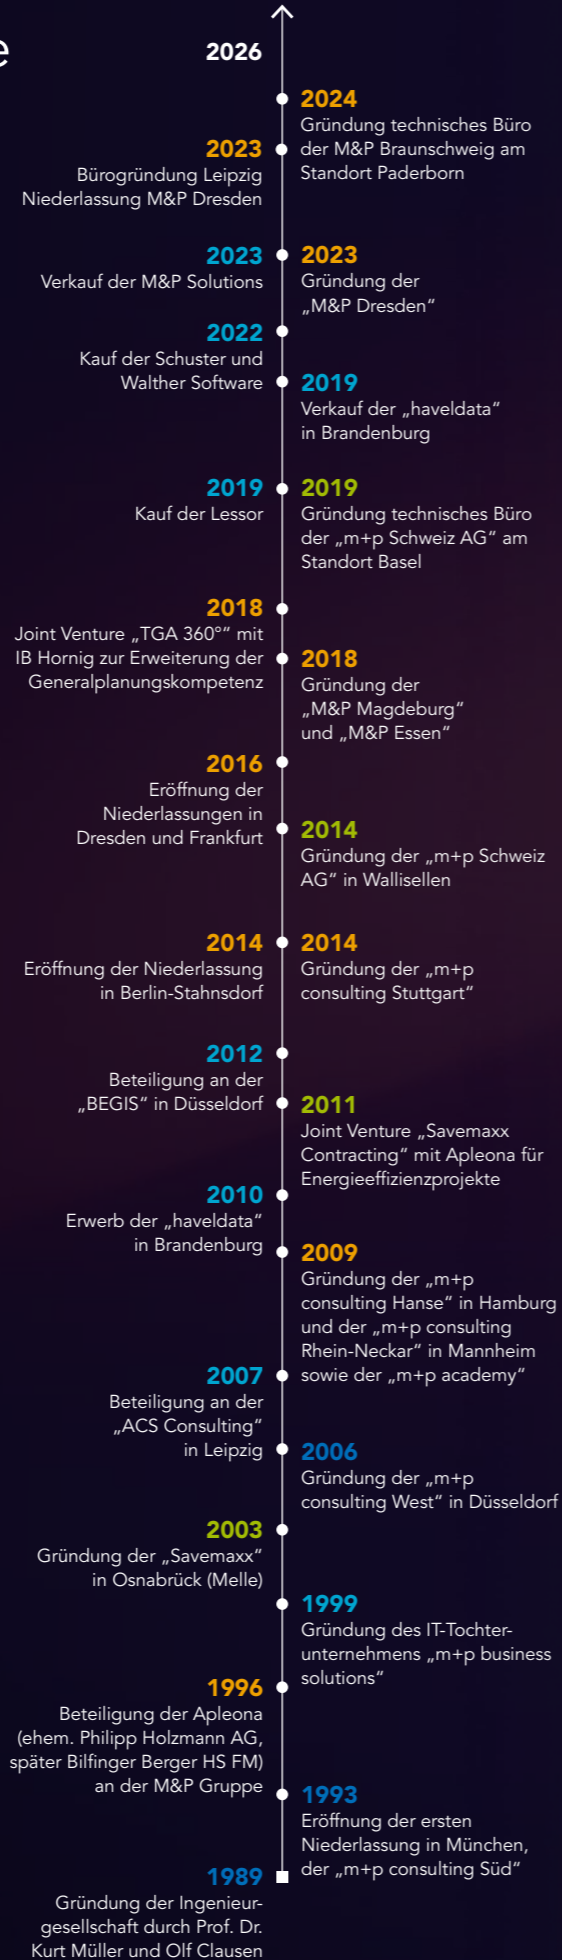 e
2026
2024
Gründung technisches Büro
der M&P Braunschweig am
Standort Paderborn
2023
Bürogründung Leipzig
Niederlassung M&P Dresden
2023
Verkauf der M&P Solutions
2023
Gründung der
„M&P Dresden“
2022
Kauf der Schuster und
Walther Software
2019
Verkauf der „haveldata“
in Brandenburg
2019
Kauf der Lessor
2019
Gründung technisches Büro
der „m+p Schweiz AG“ am
Standort Basel
2018
Joint Venture „TGA 360°“ mit
IB Hornig zur Erweiterung der
Generalplanungskompetenz
2018
Gründung der
„M&P Magdeburg“
und „M&P Essen“
2016
Eröffnung der
Niederlassungen in
Dresden und Frankfurt
2014
Gründung der „m+p Schweiz
AG“ in Wallisellen
2014
Eröffnung der Niederlassung
in Berlin-Stahnsdorf
2014
Gründung der „m+p
consulting Stuttgart“
2012
Beteiligung an der
„BEGIS“ in Düsseldorf
2011
Joint Venture „Savemaxx
Contracting“ mit Apleona für
Energieeffizienzprojekte
2010
Erwerb der „haveldata“
in Brandenburg
2009
Gründung der „m+p
consulting Hanse“ in Hamburg
und der „m+p consulting
Rhein-Neckar“ in Mannheim
sowie der „m+p academy“
2007
Beteiligung an der
„ACS Consulting“
in Leipzig
2006
Gründung der „m+p
consulting West“ in Düsseldorf
2003
Gründung der „Savemaxx“
in Osnabrück (Melle)
1999
Gründung des IT-Tochter-
unternehmens „m+p business
solutions“
1996
Beteiligung der Apleona
(ehem. Philipp Holzmann AG,
später Bilfinger Berger HS FM)
an der M&P Gruppe
1993
Eröffnung der ersten
Niederlassung in München,
der „m+p consulting Süd“
1989
Gründung der Ingenieur-
gesellschaft durch Prof. Dr.
Kurt Müller und Olf Clausen